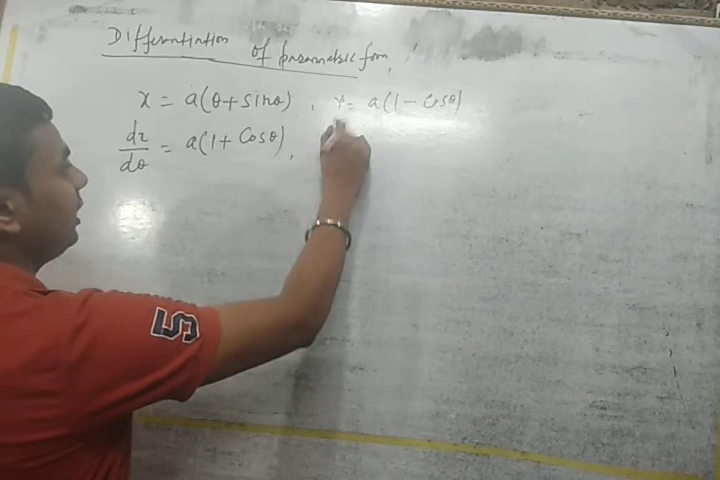 Differentiation of parametric form
x = a(θ+sinθ) , y = a(1-Cosθ)
dx/dθ = a(1+Cosθ) ,
5